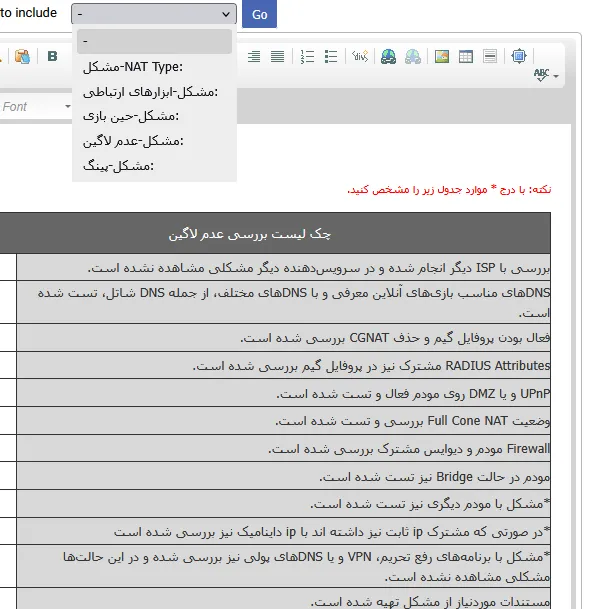 to include
-
Go
-
مشکل-NAT Type:
مشکل-ابزارهای ارتباطی:
مشکل-حین بازی:
مشکل-عدم لاگین:
مشکل-پینگ:
B
div
ABC
Font
نکته: با درج * موارد جدول زیر را مشخص کنید.
چک لیست بررسی عدم لاگین
بررسی با ISP دیگر انجام شده و در سرویس‌دهنده دیگر مشکلی مشاهده نشده است.
DNSهای مناسب بازی‌های آنلاین معرفی و با DNSهای مختلف، از جمله DNS شاتل، تست شده
است.
فعال بودن پروفایل گیم و حذف CGNAT بررسی شده است.
RADIUS Attributes مشترک نیز در پروفایل گیم بررسی شده است.
UPnP و یا DMZ روی مودم فعال و تست شده است.
وضعیت Full Cone NAT بررسی و تست شده است.
Firewall مودم و دیوایس مشترک بررسی شده است.
مودم در حالت Bridge نیز تست شده است.
*مشکل با مودم دیگری نیز تست شده است.
*در صورتی که مشترک ip ثابت نیز داشته اند با ip داینامیک نیز بررسی شده است
*مشکل با برنامه‌های رفع تحریم، VPN و یا DNSهای پولی نیز بررسی شده و در این حالت‌ها
مشکلی مشاهده نشده است.
مستندات موردنیاز از مشکل تهیه شده است.